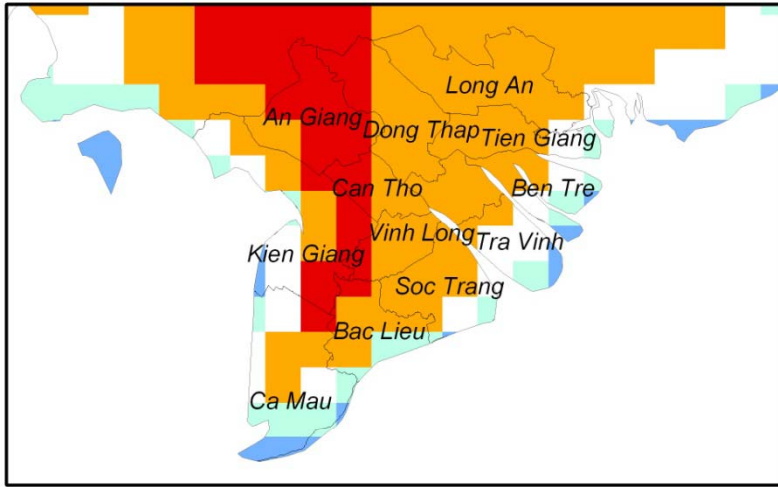 Long An
An Giang
Dong Thap
Tien Giang
Can Tho
Ben Tre
Vinh Long
Tra Vinh
Kien Giang
Soc Trang
Bac Lieu
Ca Mau